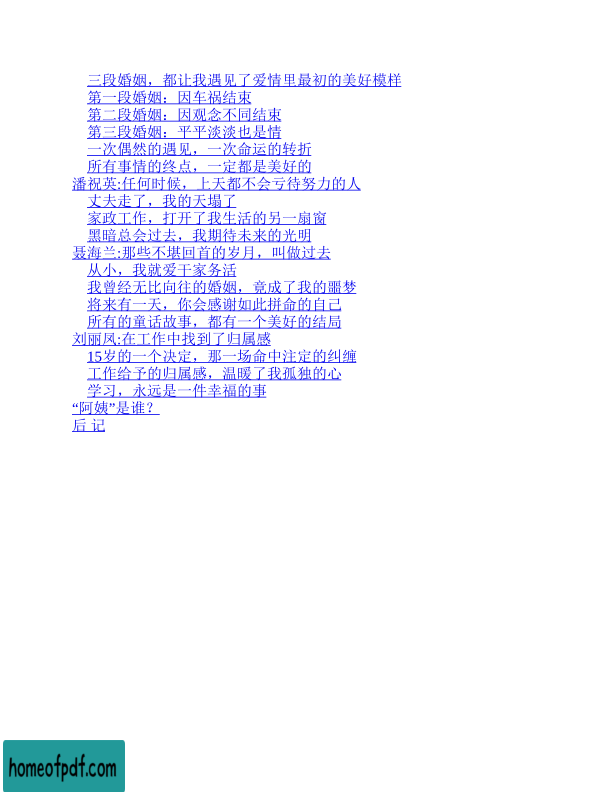 三段婚姻，都让我遇见了爱情里最初的美好模样
第一段婚姻：因车祸结束
第二段婚姻：因观念不同结束
第三段婚姻：平平淡淡也是情
一次偶然的遇见，一次命运的转折
所有事情的终点，一定都是美好的
潘祝英:任何时候，上天都不会亏待努力的人
丈夫走了，我的天塌了
家政工作，打开了我生活的另一扇窗
黑暗总会过去，我期待未来的光明
聂海兰:那些不堪回首的岁月，叫做过去
从小，我就爱干家务活
我曾经无比向往的婚姻，竟成了我的噩梦
将来有一天，你会感谢如此拼命的自己
所有的童话故事，都有一个美好的结局
刘丽凤:在工作中找到了归属感
15岁的一个决定，那一场命中注定的纠缠
工作给予的归属感，温暖了我孤独的心
学习，永远是一件幸福的事
“阿姨”是谁？
后 记
homeofpdf.com